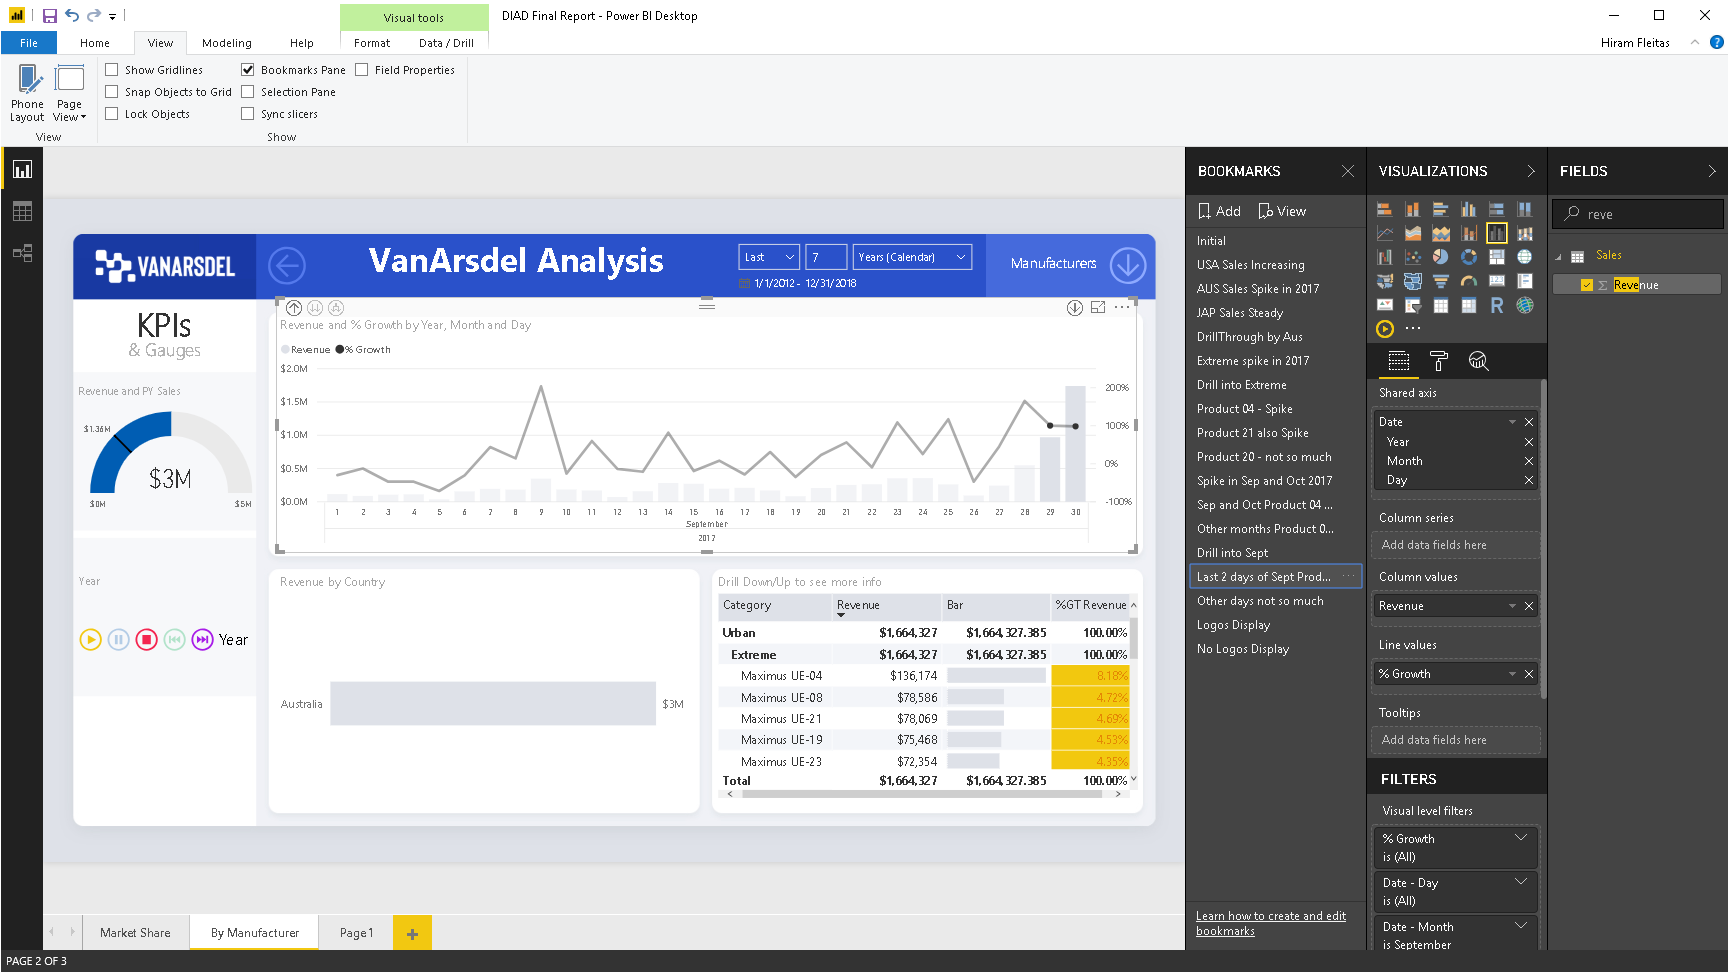 Visual tools
DIAD Final Report - Power BI Desktop
File Home View Modeling Help Format Data / Drill
Hiram Fleitas
Phone Layout
Page View
Show Gridlines
Snap Objects to Grid
Lock Objects
Bookmarks Pane
Selection Pane
Sync slicers
Field Properties
View
Show
VANARSDEL
VanArsdel Analysis
Last
7
Years (Calendar)
1/1/2012 - 12/31/2018
Manufacturers
KPIs
& Gauges
Revenue and PY Sales
$1.36M
$3M
$0M
$5M
Year
Year
Revenue and % Growth by Year, Month and Day
Revenue % Growth
$2.0M
$1.5M
$1.0M
$0.5M
$0.0M
200%
100%
0%
-100%
1 2 3 4 5 6 7 8 9 10 11 12 13 14 15 16 17 18 19 20 21 22 23 24 25 26 27 28 29 30
September
2017
Revenue by Country
Australia
$3M
Drill Down/Up to see more info
Category Revenue Bar %GT Revenue
Urban $1,664,327 $1,664,327.385 100.00%
Extreme $1,664,327 $1,664,327.385 100.00%
Maximus UE-04 $136,174 8.18%
Maximus UE-08 $78,586 4.72%
Maximus UE-21 $78,069 4.69%
Maximus UE-19 $75,468 4.53%
Maximus UE-23 $72,354 4.35%
Total $1,664,327 $1,664,327.385 100.00%
BOOKMARKS
Add View
Initial
USA Sales Increasing
AUS Sales Spike in 2017
JAP Sales Steady
DrillThrough by Aus
Extreme spike in 2017
Drill into Extreme
Product 04 - Spike
Product 21 also Spike
Product 20 - not so much
Spike in Sep and Oct 2017
Sep and Oct Product 04 ...
Other months Product 0...
Drill into Sept
Last 2 days of Sept Prod...
Other days not so much
Logos Display
No Logos Display
Learn how to create and edit
bookmarks
VISUALIZATIONS
R
Shared axis
Date
Year
Month
Day
Column series
Add data fields here
Column values
Revenue
Line values
% Growth
Tooltips
Add data fields here
FILTERS
Visual level filters
% Growth
is (All)
Date - Day
is (All)
Date - Month
is September
FIELDS
reve
Sales
Revenue
Market Share
By Manufacturer
Page 1
PAGE 2 OF 3